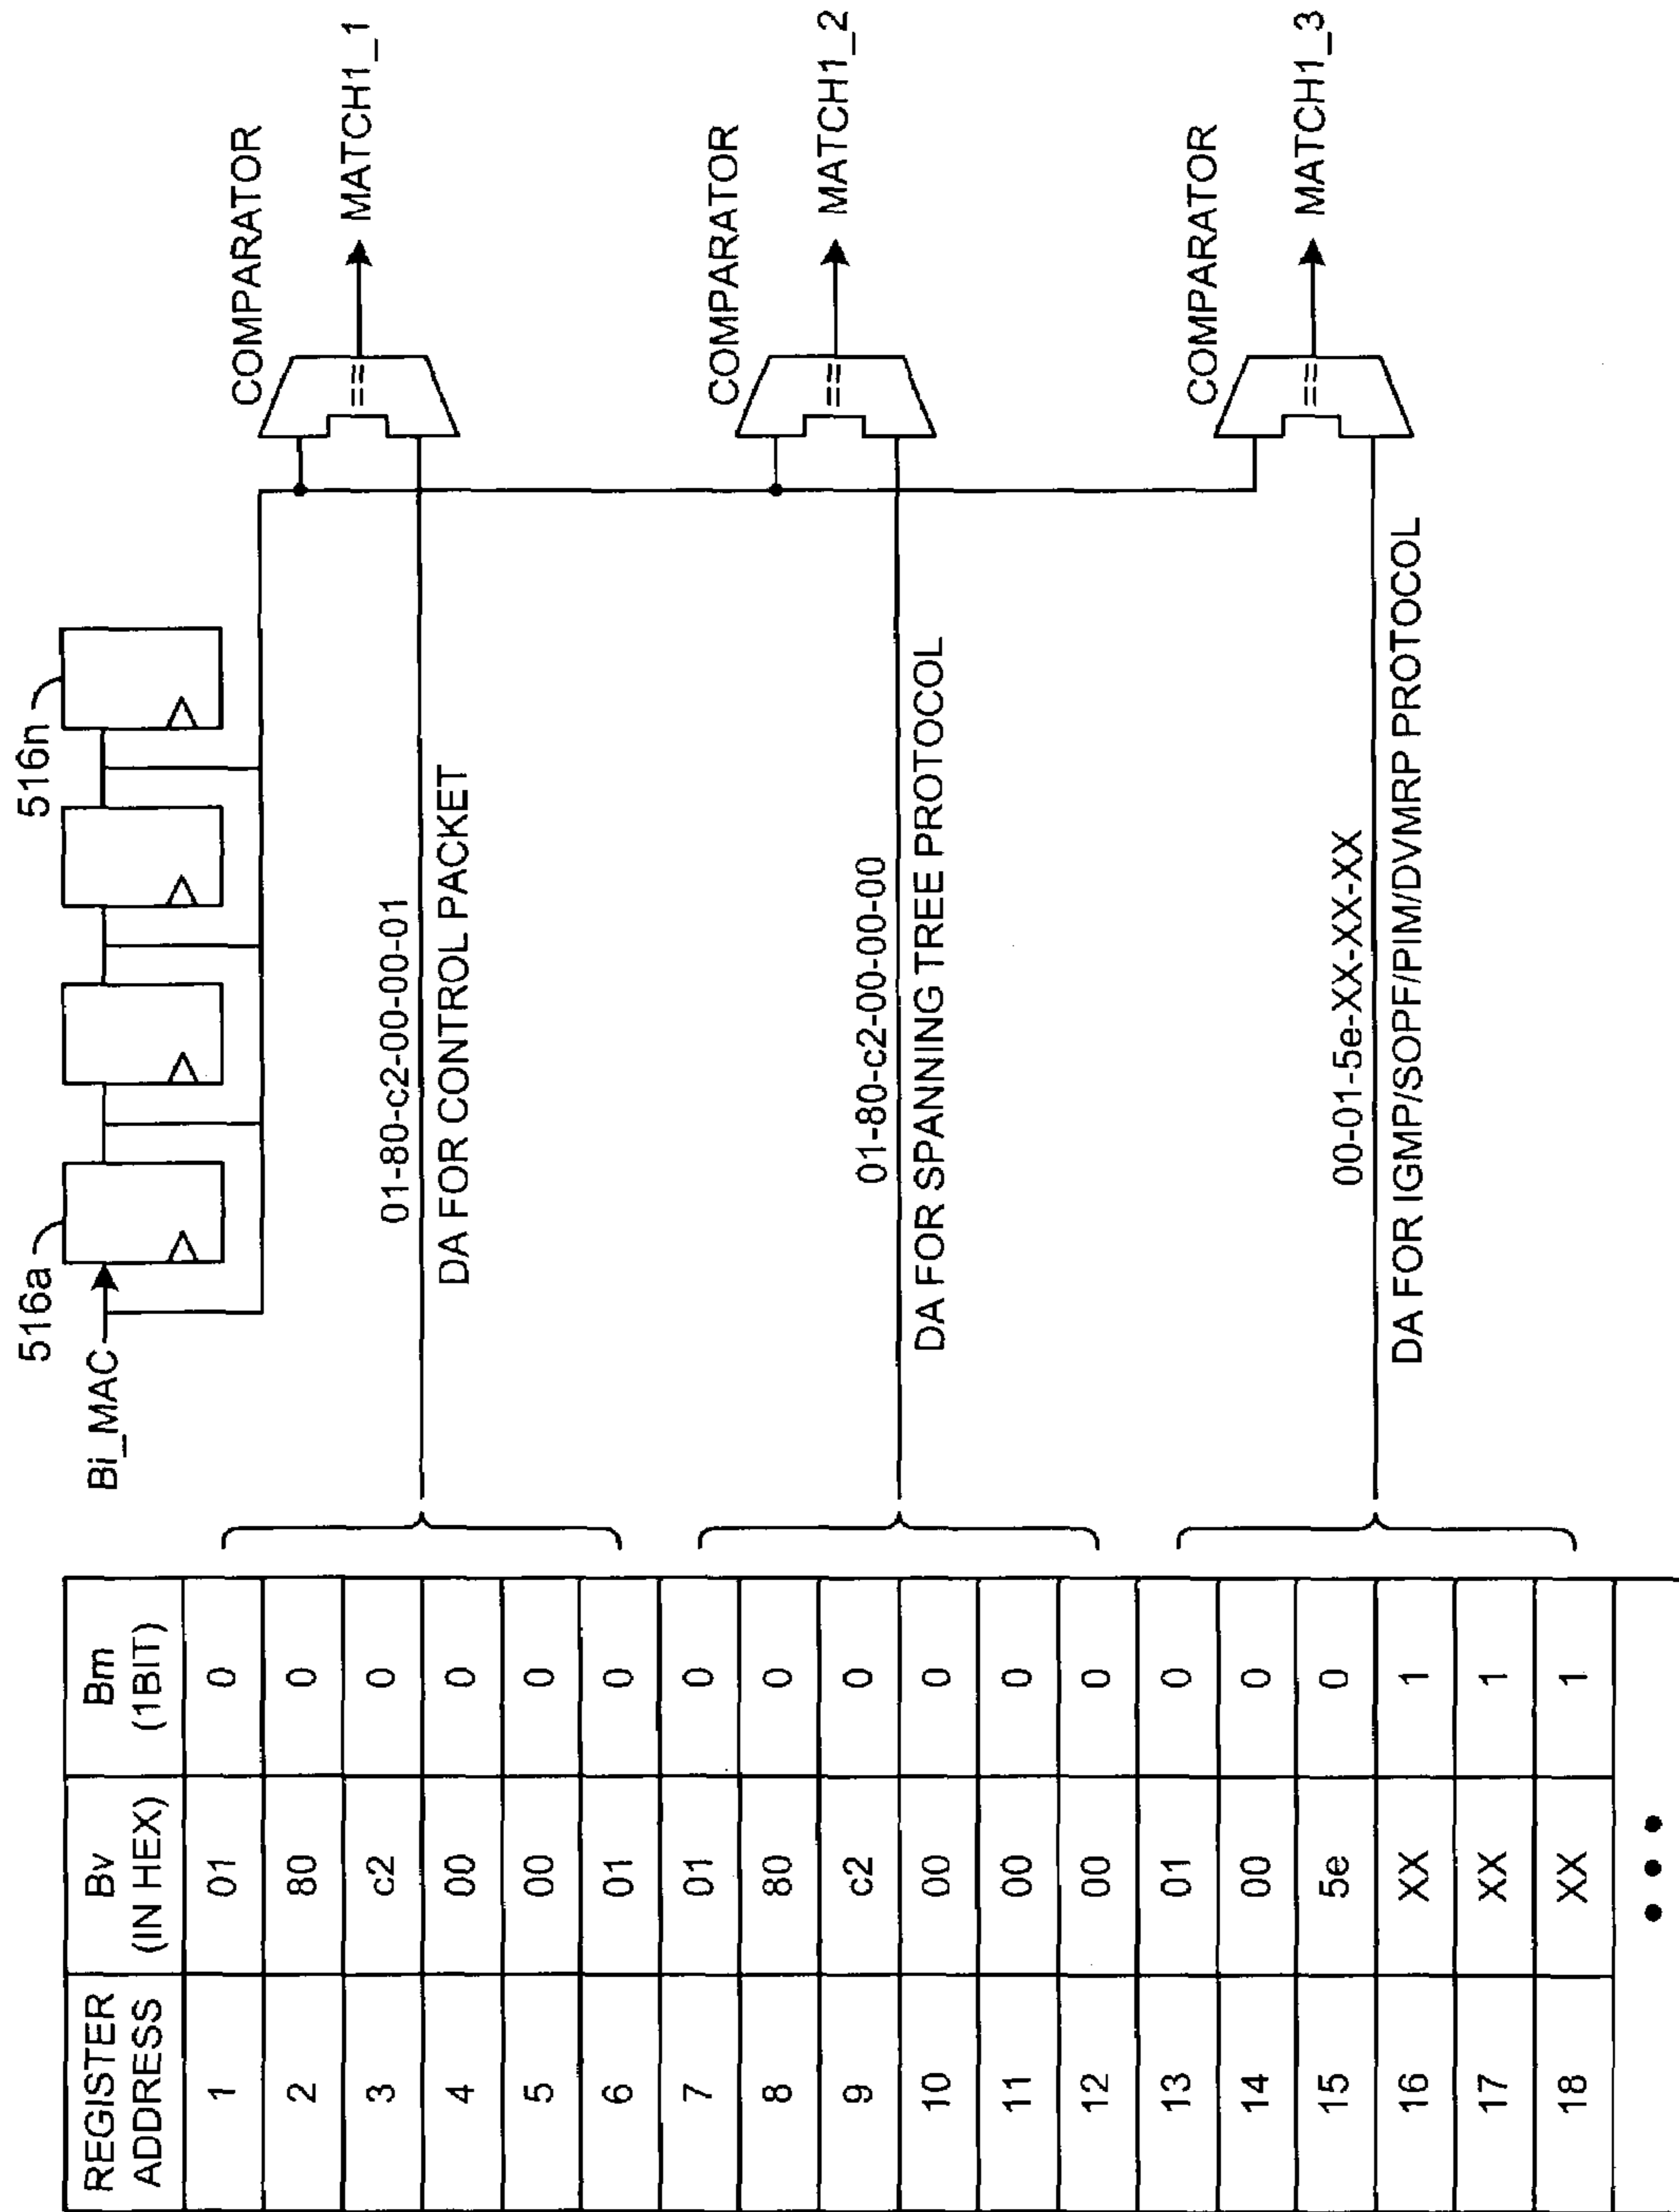 REGISTER ADDRESS | Bv (IN HEX) | Bm (1BIT)
1 | 01 | 0
2 | 80 | 0
3 | c2 | 0
4 | 00 | 0
5 | 00 | 0
6 | 01 | 0
7 | 01 | 0
8 | 80 | 0
9 | c2 | 0
10 | 00 | 0
11 | 00 | 0
12 | 00 | 0
13 | 01 | 0
14 | 00 | 0
15 | 5e | 0
16 | XX | 1
17 | XX | 1
18 | XX | 1
516a
516n
Bi_MAC
01-80-c2-00-00-01
DA FOR CONTROL PACKET
COMPARATOR
==
MATCH1_1
01-80-c2-00-00-00
DA FOR SPANNING TREE PROTOCOL
COMPARATOR
==
MATCH1_2
00-01-5e-XX-XX-XX
DA FOR IGMP/SOPF/PIM/DVMRP PROTOCOL
COMPARATOR
==
MATCH1_3